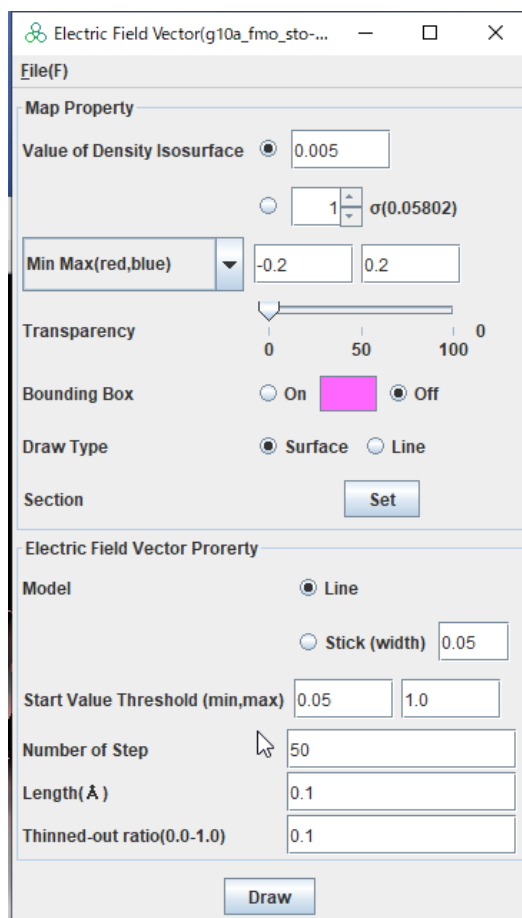 Electric Field Vector(g10a_fmo_sto-...
File(F)
Map Property
Value of Density Isosurface 0.005
1 σ(0.05802)
Min Max(red,blue) -0.2 0.2
Transparency 0
0 50 100
Bounding Box On Off
Draw Type Surface Line
Section Set
Electric Field Vector Prorerty
Model Line
Stick (width) 0.05
Start Value Threshold (min,max) 0.05 1.0
Number of Step 50
Length(Å) 0.1
Thinned-out ratio(0.0-1.0) 0.1
Draw